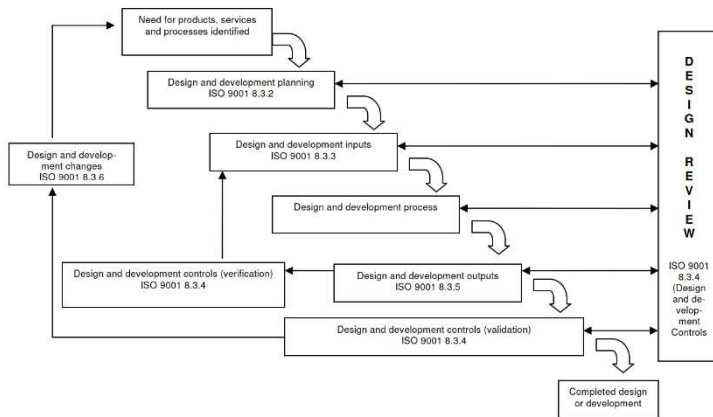 Need for products, services
and processes identified
Design and development planning
ISO 9001 8.3.2
Design and development inputs
ISO 9001 8.3.3
Design and develop-
ment changes
ISO 9001 8.3.6
Design and development process
Design and development controls (verification)
ISO 9001 8.3.4
Design and development outputs
ISO 9001 8.3.5
Design and development controls (validation)
ISO 9001 8.3.4
Completed design
or development
DESIGN REVIEW
ISO 9001
8.3.4
(Design
and de-
velop-
ment
Controls